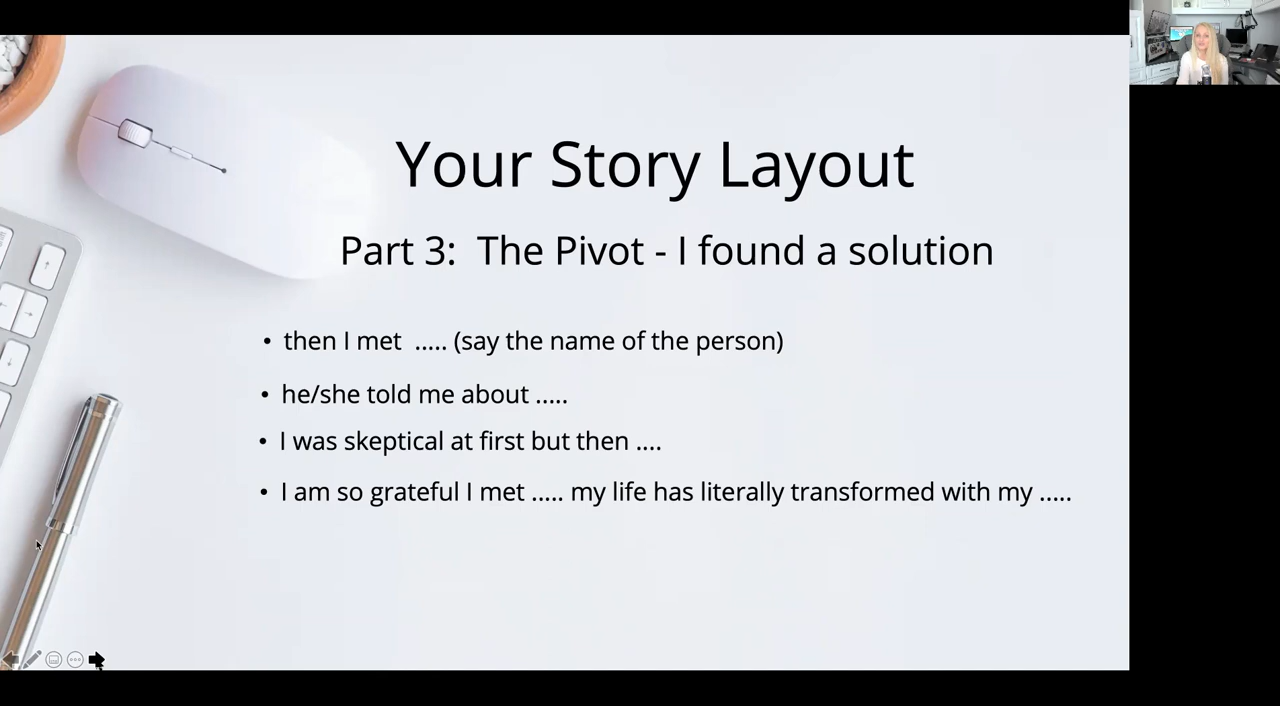 Your Story Layout
Part 3:  The Pivot - I found a solution
• then I met  ..... (say the name of the person)
• he/she told me about .....
• I was skeptical at first but then ....
• I am so grateful I met ..... my life has literally transformed with my .....